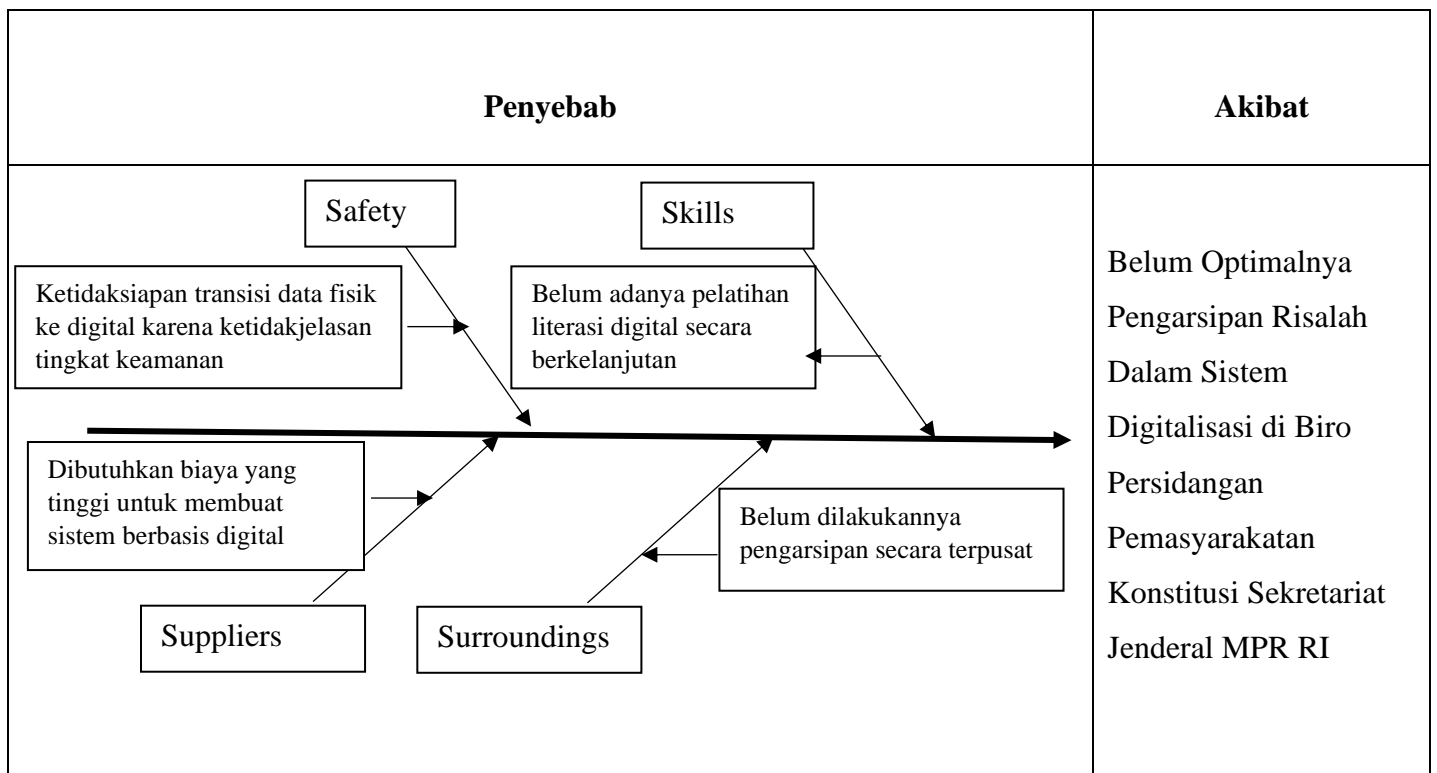 Penyebab
Akibat
Safety
Skills
Ketidaksiapan transisi data fisik
ke digital karena ketidakjelasan
tingkat keamanan
Belum adanya pelatihan
literasi digital secara
berkelanjutan
Dibutuhkan biaya yang
tinggi untuk membuat
sistem berbasis digital
Belum dilakukannya
pengarsipan secara terpusat
Suppliers
Surroundings
Belum Optimalnya
Pengarsipan Risalah
Dalam Sistem
Digitalisasi di Biro
Persidangan
Pemasyarakatan
Konstitusi Sekretariat
Jenderal MPR RI